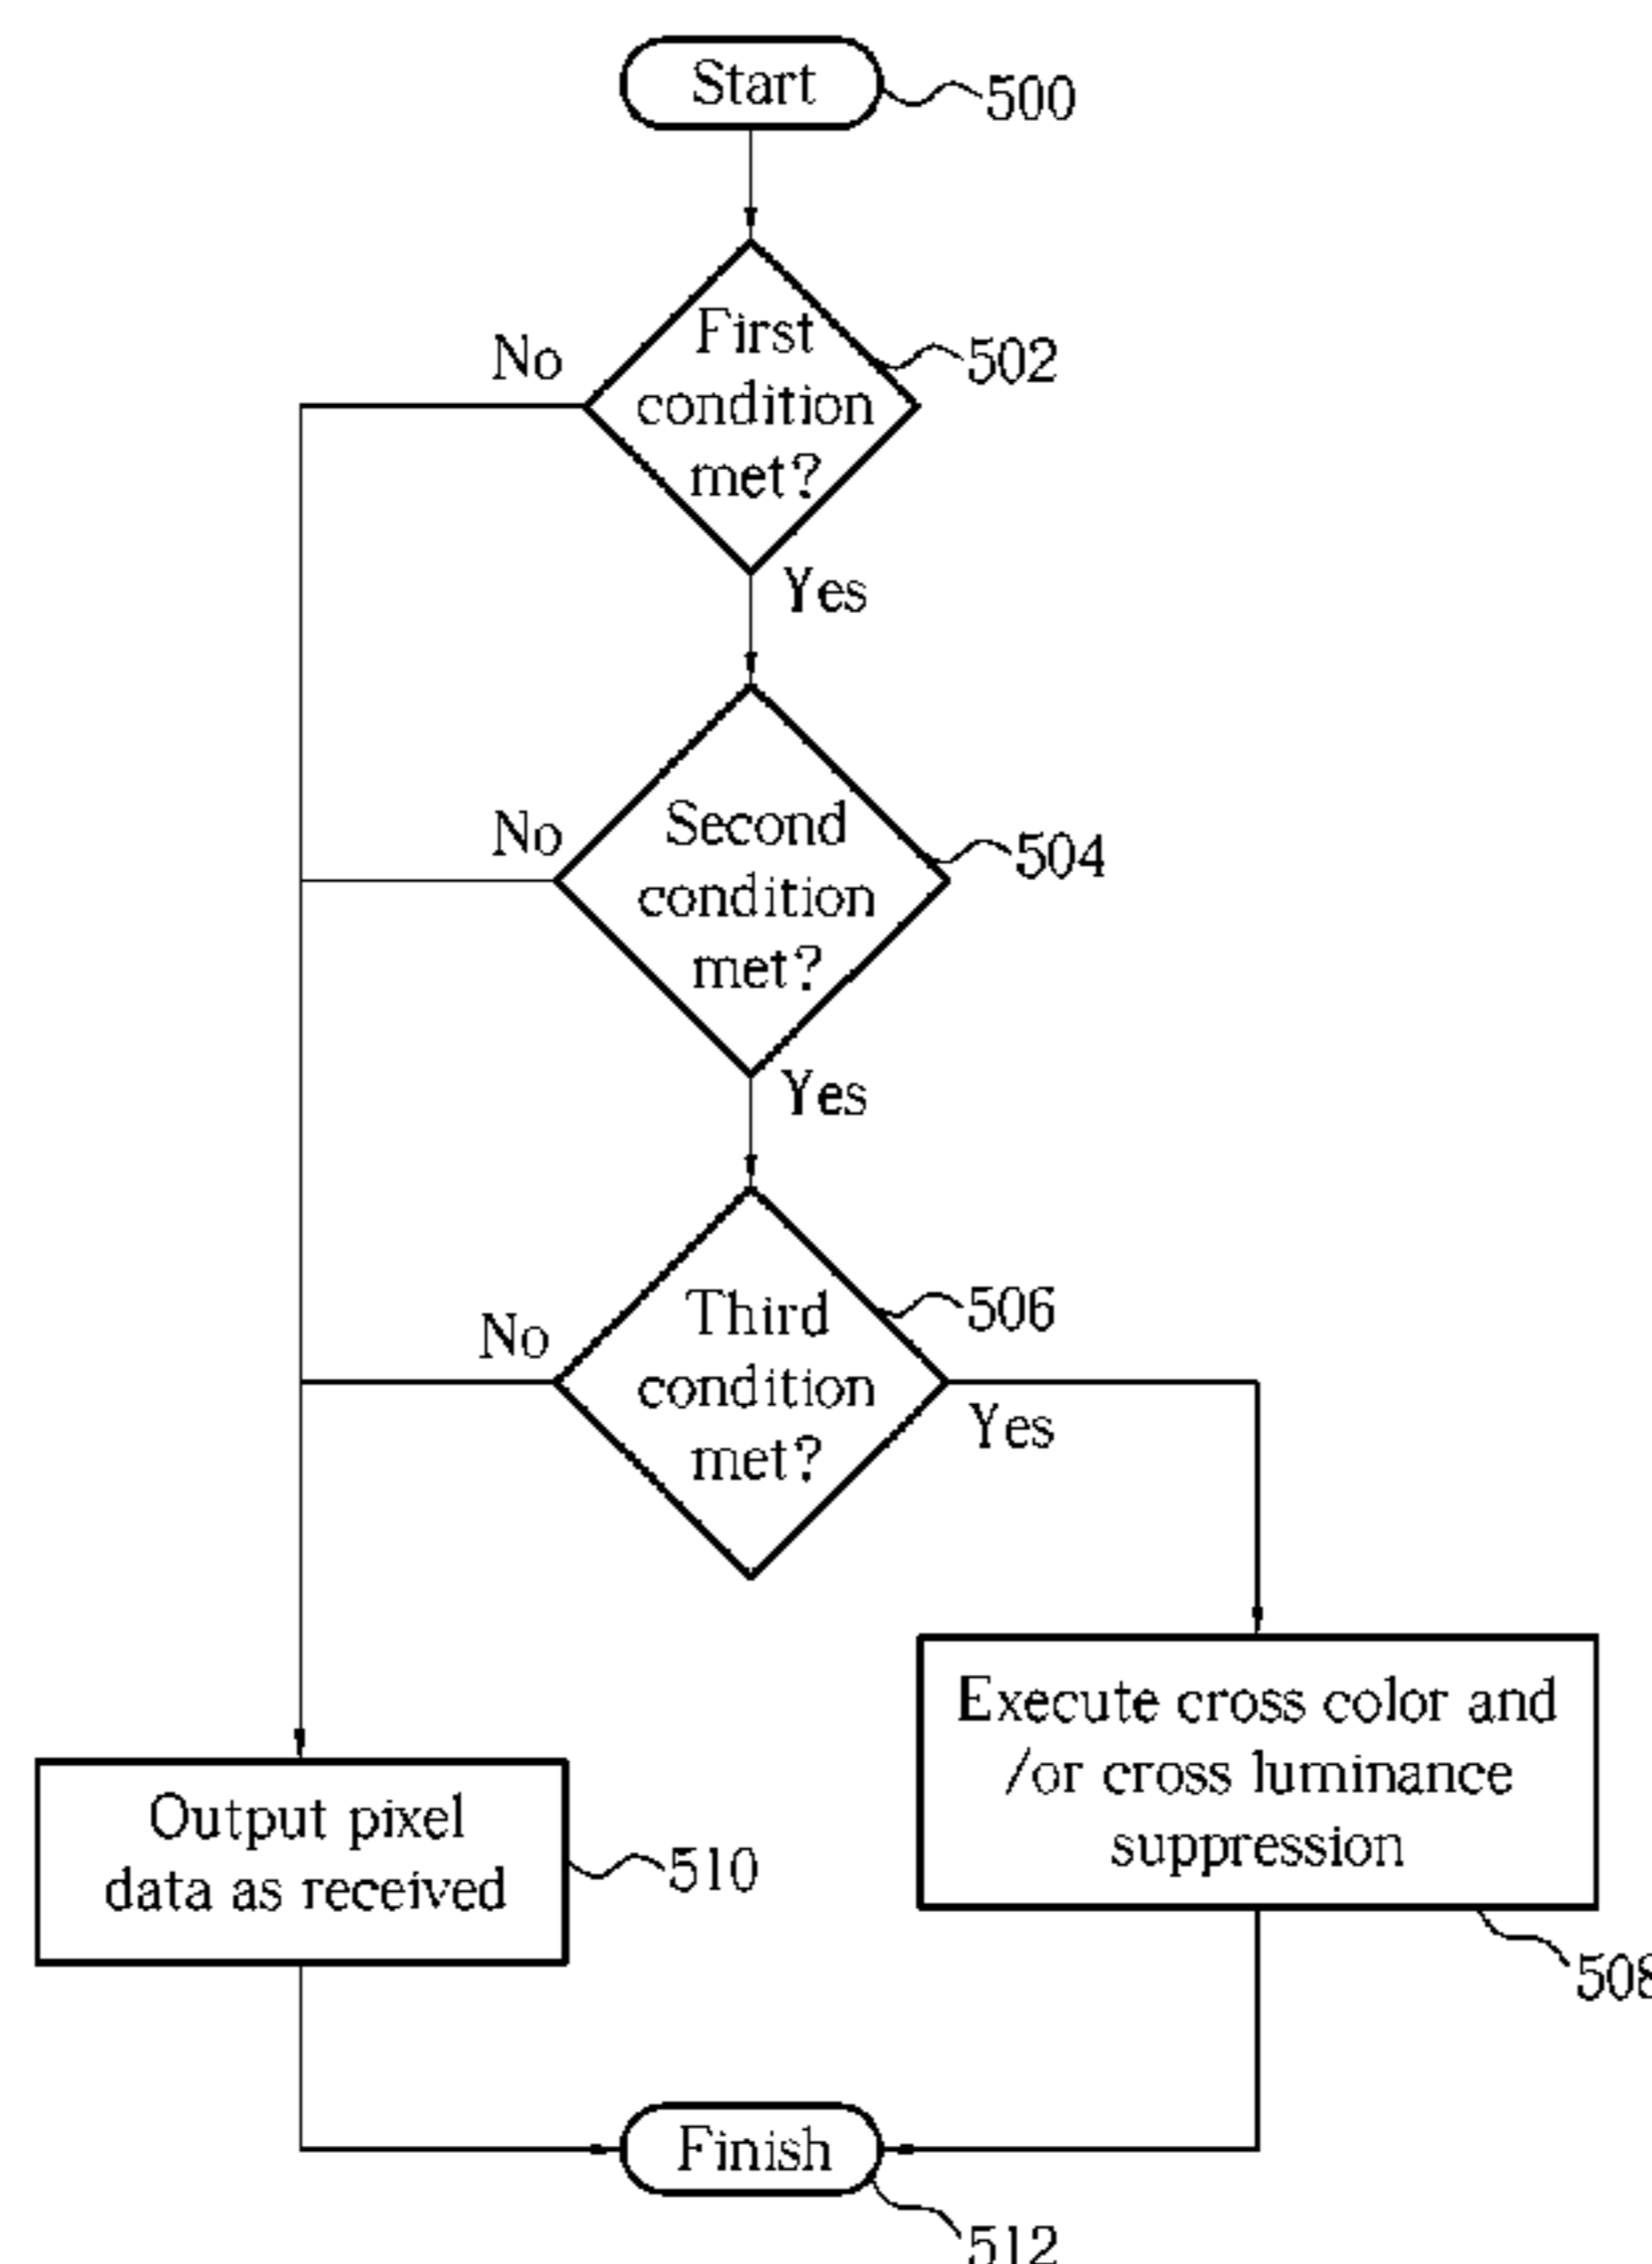 Start
500
First
condition
met?
502
No
Yes
Second
condition
met?
504
No
Yes
Third
condition
met?
506
No
Yes
Execute cross color and
/or cross luminance
suppression
508
Output pixel
data as received
510
Finish
512